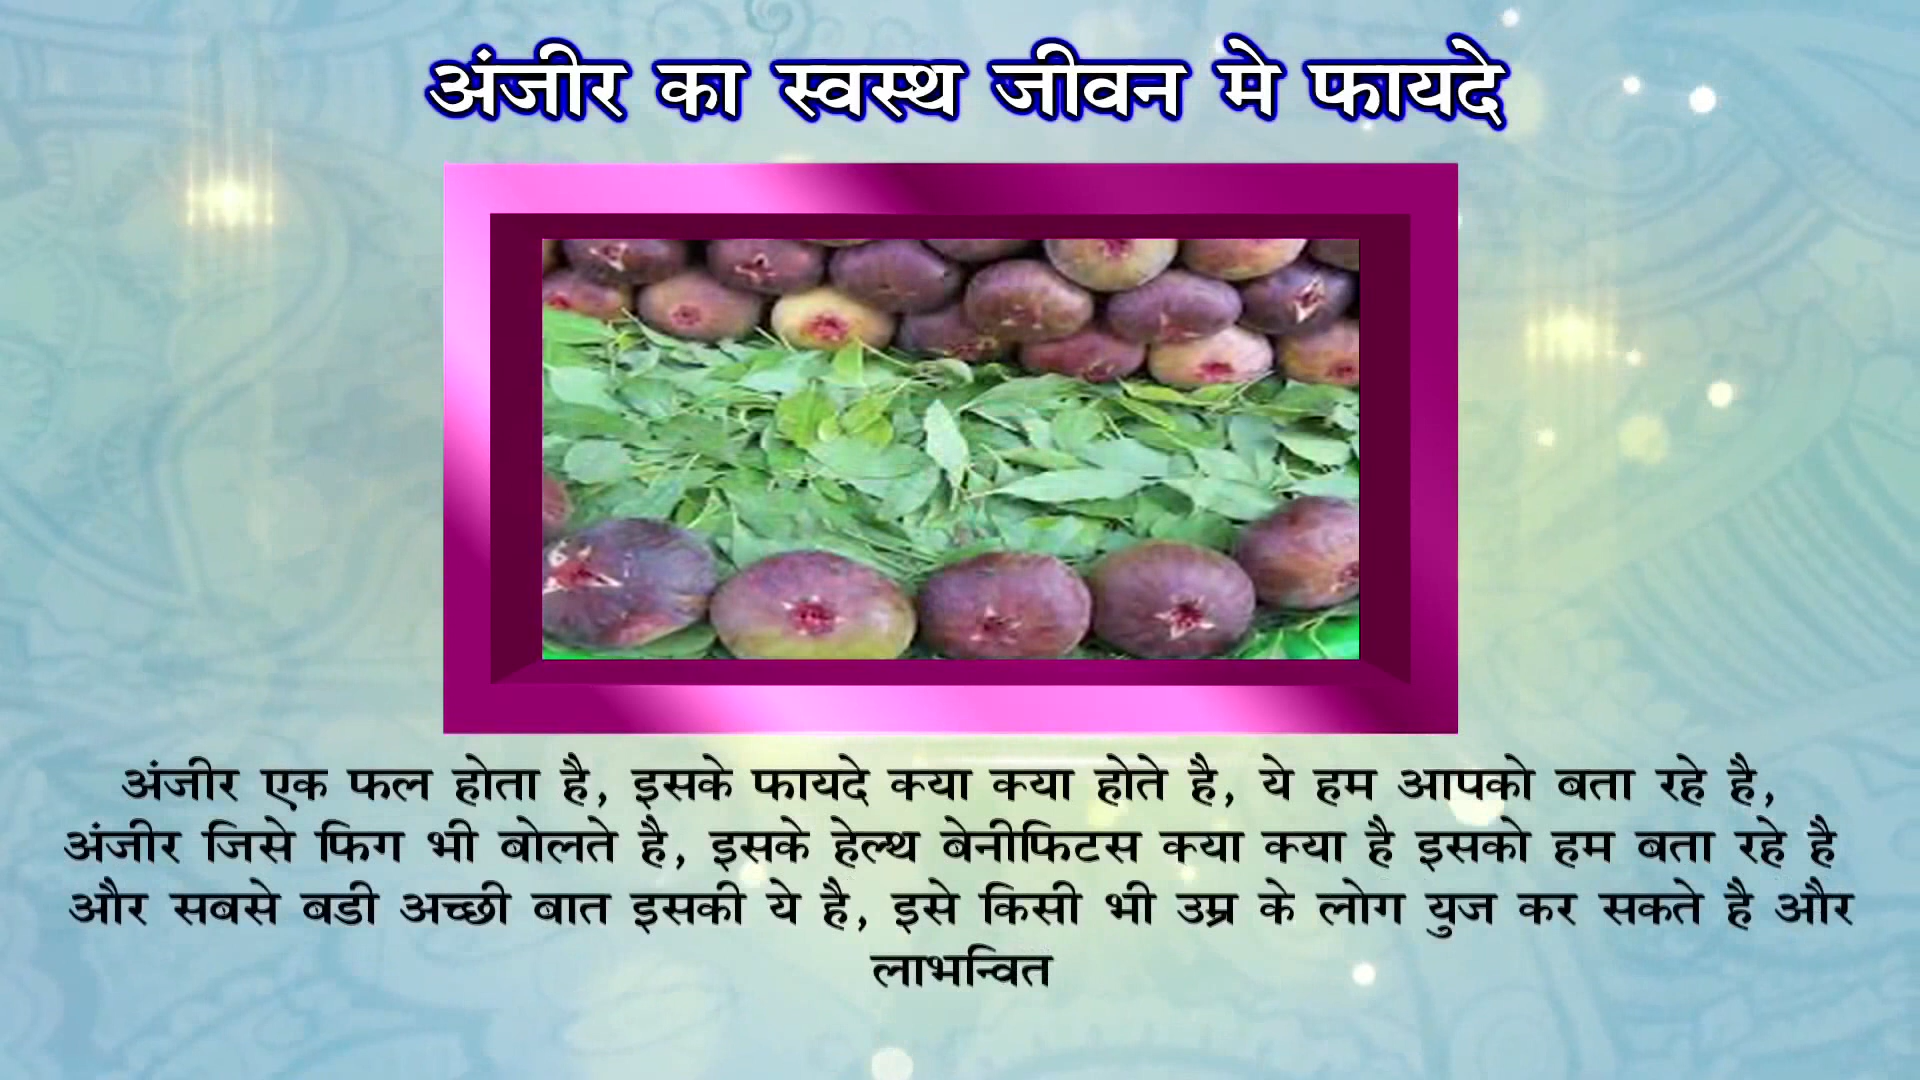 अंजीर का स्वस्थ जीवन मे फायदे
अंजीर एक फल होता है, इसके फायदे क्या क्या होते है, ये हम आपको बता रहे है,
अंजीर जिसे फिग भी बोलते है, इसके हेल्थ बेनीफिटस क्या क्या है इसको हम बता रहे है
और सबसे बडी अच्छी बात इसकी ये है, इसे किसी भी उम्र के लोग युज कर सकते है और
लाभन्वित